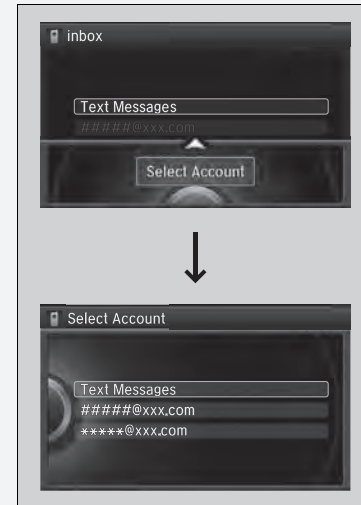 inbox
Text Messages
#####@xxx.com
Select Account
Select Account
Text Messages
#####@xxx.com
*****@xxx.com